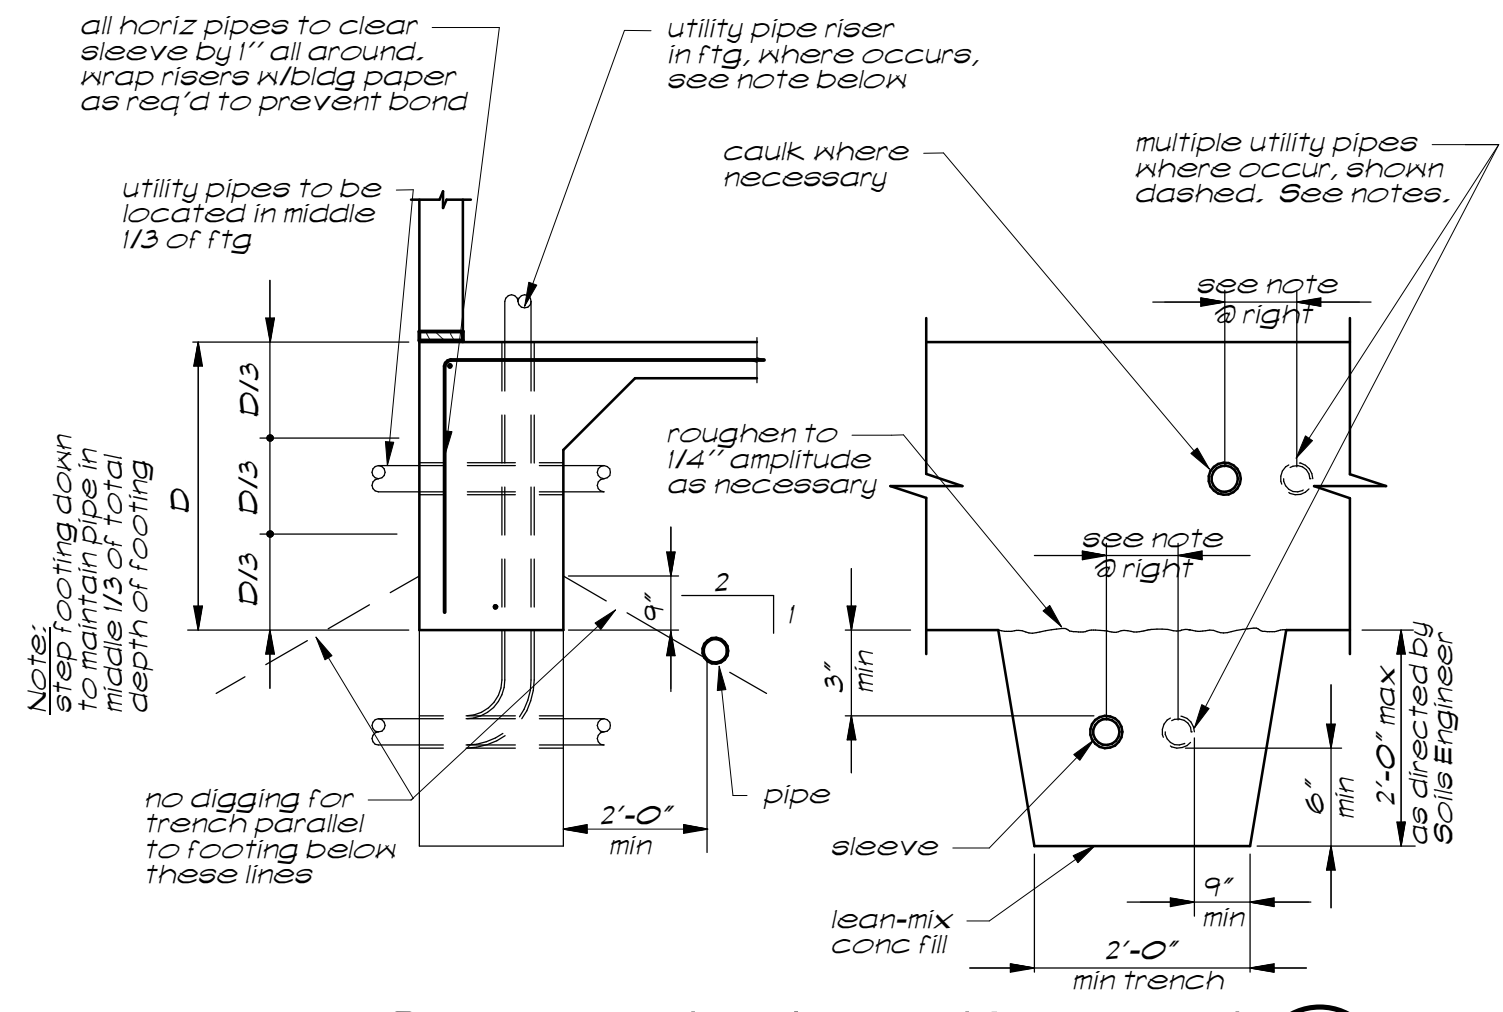 all horiz pipes to clear
sleeve by 1" all around.
wrap risers w/bldg paper
as req'd to prevent bond
utility pipe riser
in ftg, where occurs,
see note below
caulk where
necessary
multiple utility pipes
where occur, shown
dashed. See notes.
utility pipes to be
located in middle
1/3 of ftg
see note
@ right
D/3
D/3
D/3
D
Note:
step footing down
to maintain pipe in
middle 1/3 of total
depth of footing
roughen to
1/4" amplitude
as necessary
see note
@ right
9"
2
1
3"
min
2'-0" max
as directed by
Soils Engineer
6"
min
no digging for
trench parallel
to footing below
these lines
2'-0"
min
pipe
sleeve
lean-mix
conc fill
9"
min
2'-0"
min trench